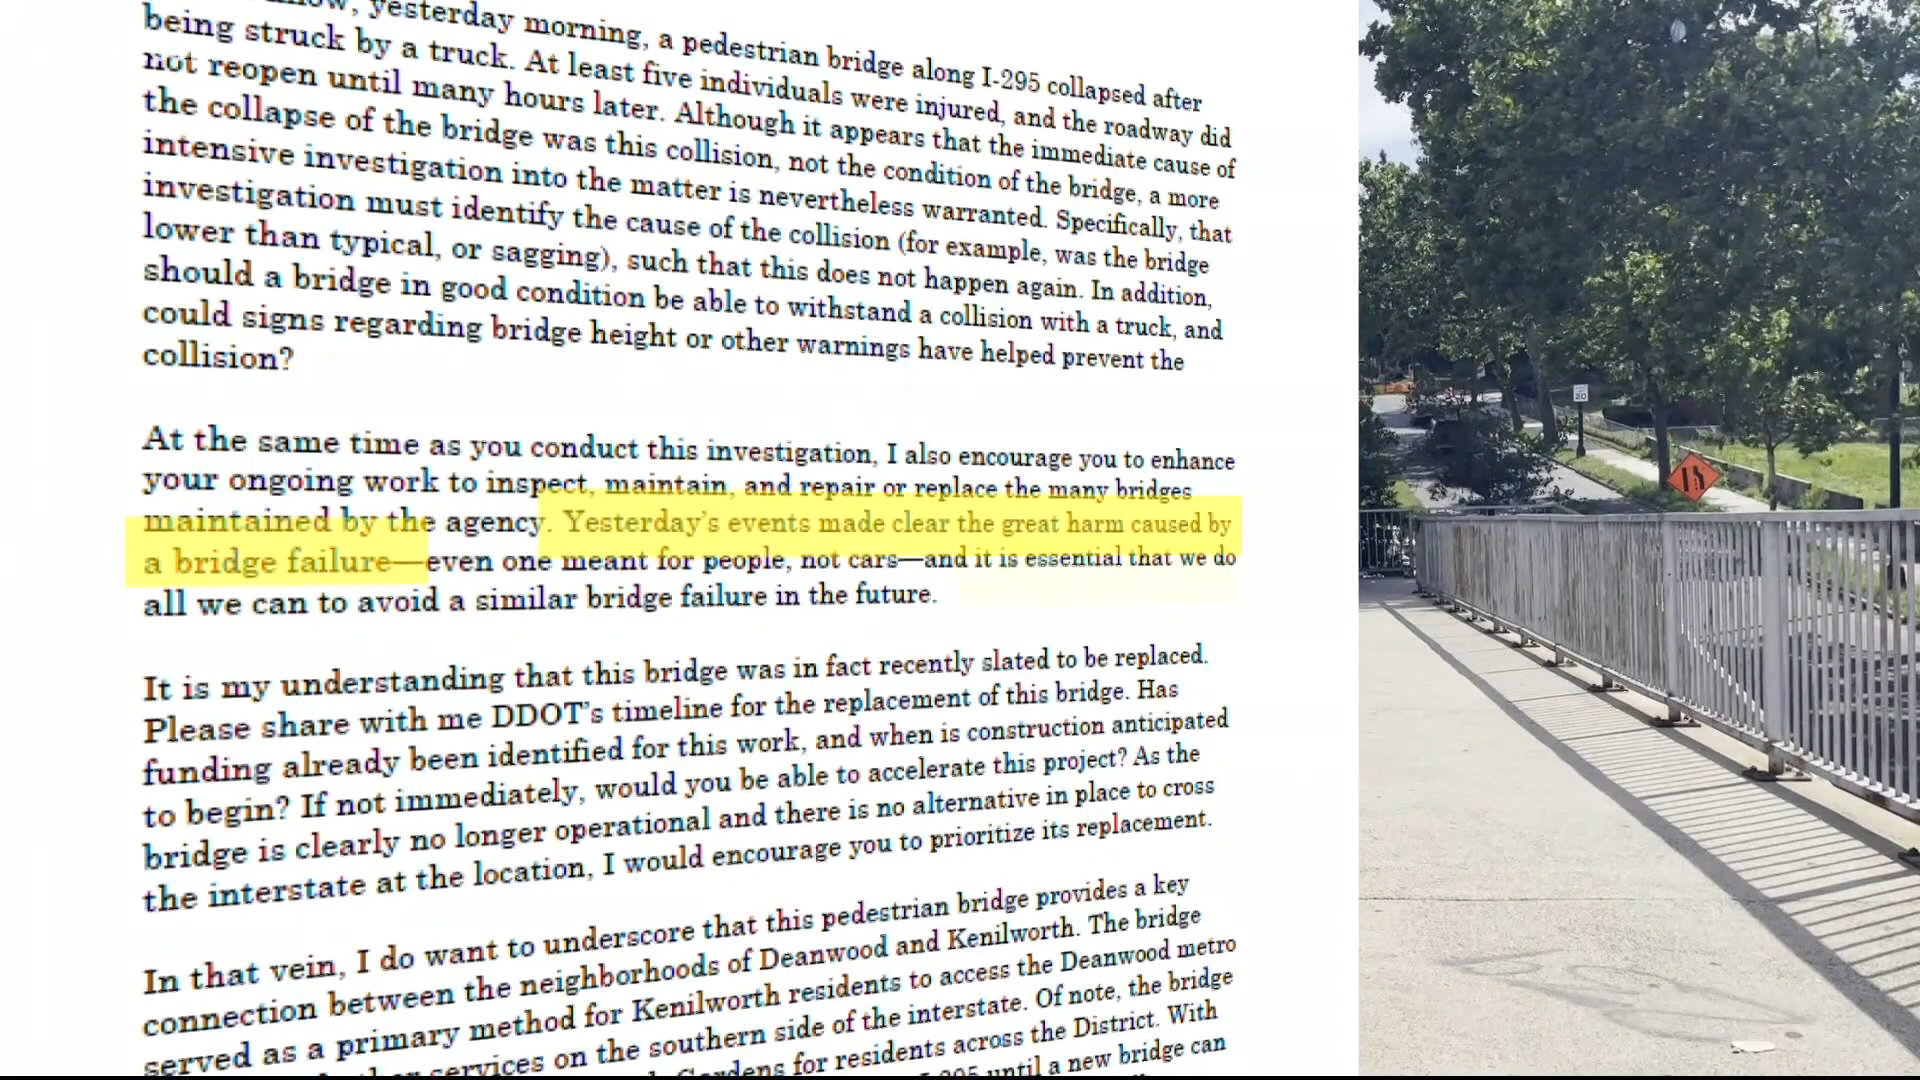 yesterday morning, a pedestrian bridge along I-295 collapsed after
being struck by a truck. At least five individuals were injured, and the roadway did
not reopen until many hours later. Although it appears that the immediate cause of
the collapse of the bridge was this collision, not the condition of the bridge, a more
intensive investigation into the matter is nevertheless warranted. Specifically, that
investigation must identify the cause of the collision (for example, was the bridge
lower than typical, or sagging), such that this does not happen again. In addition,
should a bridge in good condition be able to withstand a collision with a truck, and
could signs regarding bridge height or other warnings have helped prevent the
collision?
At the same time as you conduct this investigation, I also encourage you to enhance
your ongoing work to inspect, maintain, and repair or replace the many bridges
maintained by the agency. Yesterday's events made clear the great harm caused by
a bridge failure—even one meant for people, not cars—and it is essential that we do
all we can to avoid a similar bridge failure in the future.
It is my understanding that this bridge was in fact recently slated to be replaced.
Please share with me DDOT's timeline for the replacement of this bridge. Has
funding already been identified for this work, and when is construction anticipated
to begin? If not immediately, would you be able to accelerate this project? As the
bridge is clearly no longer operational and there is no alternative in place to cross
the interstate at the location, I would encourage you to prioritize its replacement.
In that vein, I do want to underscore that this pedestrian bridge provides a key
connection between the neighborhoods of Deanwood and Kenilworth. The bridge
served as a primary method for Kenilworth residents to access the Deanwood metro
services on the southern side of the interstate. Of note, the bridge
Gardens for residents across the District. With
until a new bridge can
20